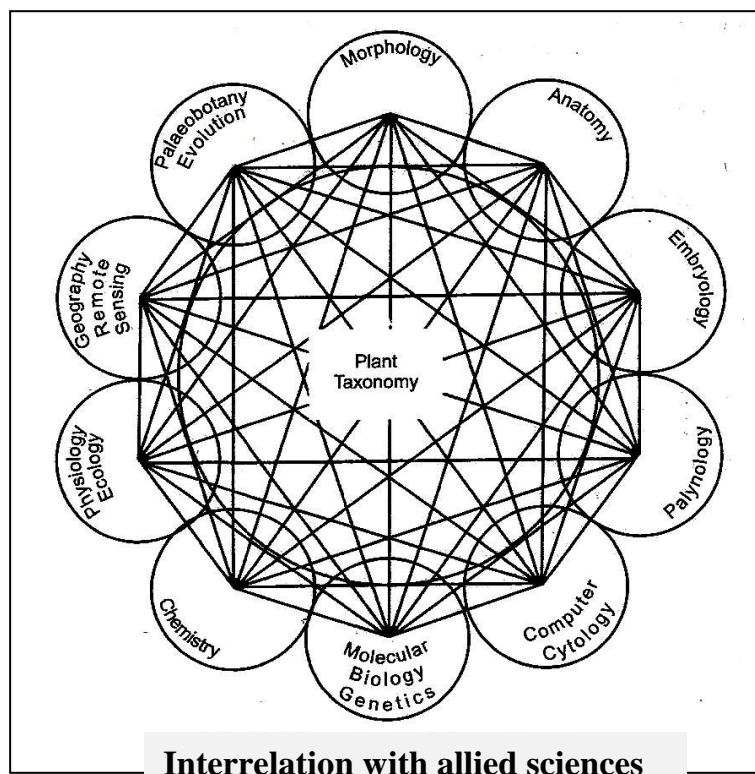 Morphology
Anatomy
Embryology
Palynology
Computer
Cytology
Molecular
Biology
Genetics
Chemistry
Physiology
Ecology
Geography
Remote
Sensing
Palaeobotany
Evolution
Plant
Taxonomy
Interrelation with allied sciences